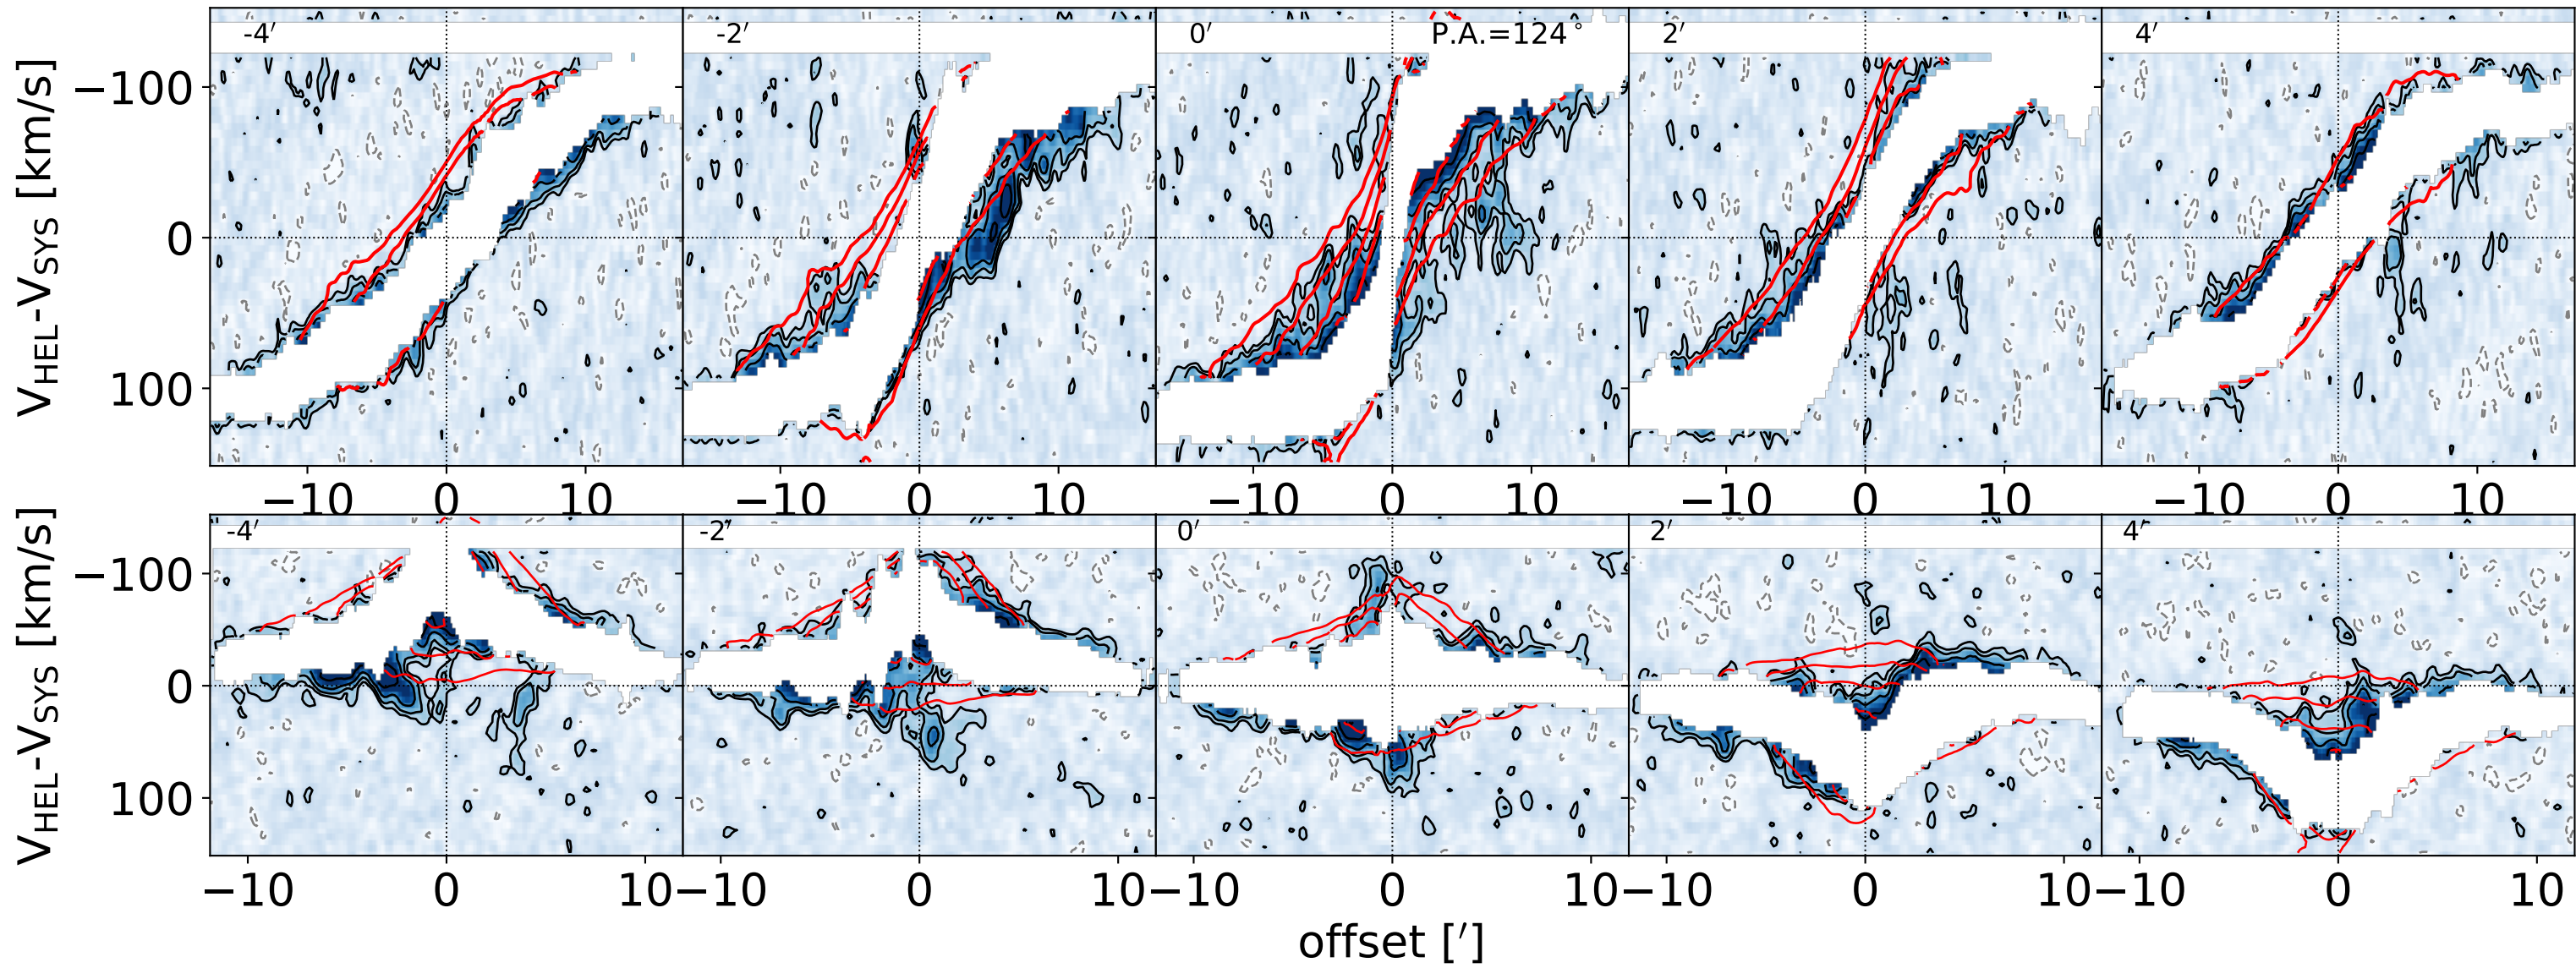 -4′ -2′ 0′ P.A.=124° 2′ 4′
V_HEL-V_SYS [km/s]
−100
0
100
−10 0 10 −10 0 10 −10 0 10 −10 0 10 −10 0 10
-4′ -2′ 0′ 2′ 4′
V_HEL-V_SYS [km/s]
−100
0
100
−10 0 10 −10 0 10 −10 0 10 −10 0 10 −10 0 10
offset [′]